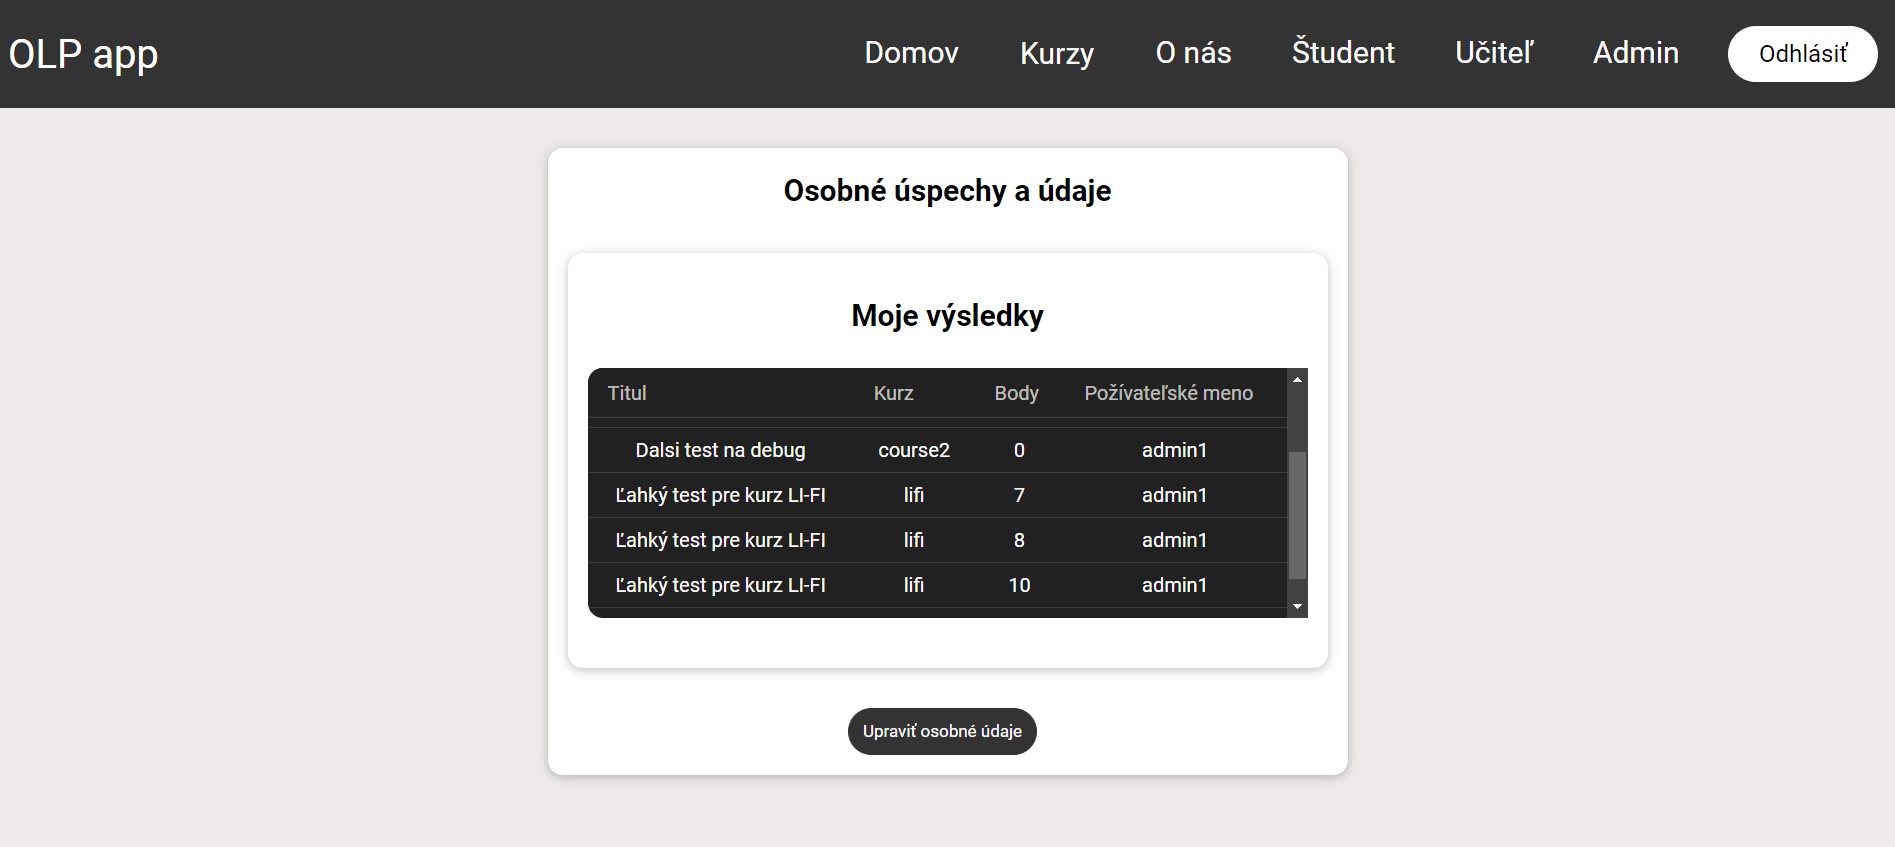 OLP app Domov Kurzy O nás Študent Učiteľ Admin Odhlásiť
Osobné úspechy a údaje
Moje výsledky
Titul Kurz Body Požívateľské meno
Dalsi test na debug course2 0 admin1
Ľahký test pre kurz LI-FI lifi 7 admin1
Ľahký test pre kurz LI-FI lifi 8 admin1
Ľahký test pre kurz LI-FI lifi 10 admin1
Upraviť osobné údaje